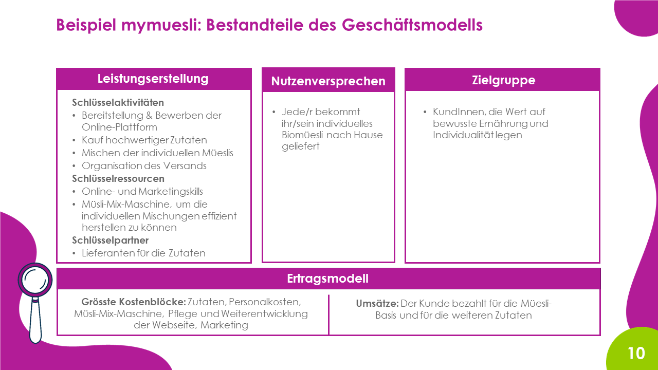 Beispiel mymuesli: Bestandteile des Geschäftsmodells
Leistungserstellung
Schlüsselaktivitäten
• Bereitstellung & Bewerben der
Online-Plattform
• Kauf hochwertiger Zutaten
• Mischen der individuellen Müeslis
• Organisation des Versands
Schlüsselressourcen
• Online- und Marketingskills
• Müsli-Mix-Maschine, um die
individuellen Mischungen effizient
herstellen zu können
Schlüsselpartner
• Lieferanten für die Zutaten
Nutzenversprechen
• Jede/r bekommt
ihr/sein individuelles
Biomüesli nach Hause
geliefert
Zielgruppe
• KundInnen, die Wert auf
bewusste Ernährung und
Individualität legen
Ertragsmodell
Grösste Kostenblöcke: Zutaten, Personalkosten,
Müsli-Mix-Maschine, Pflege und Weiterentwicklung
der Webseite, Marketing
Umsätze: Der Kunde bezahlt für die Müesli
Basis und für die weiteren Zutaten
10